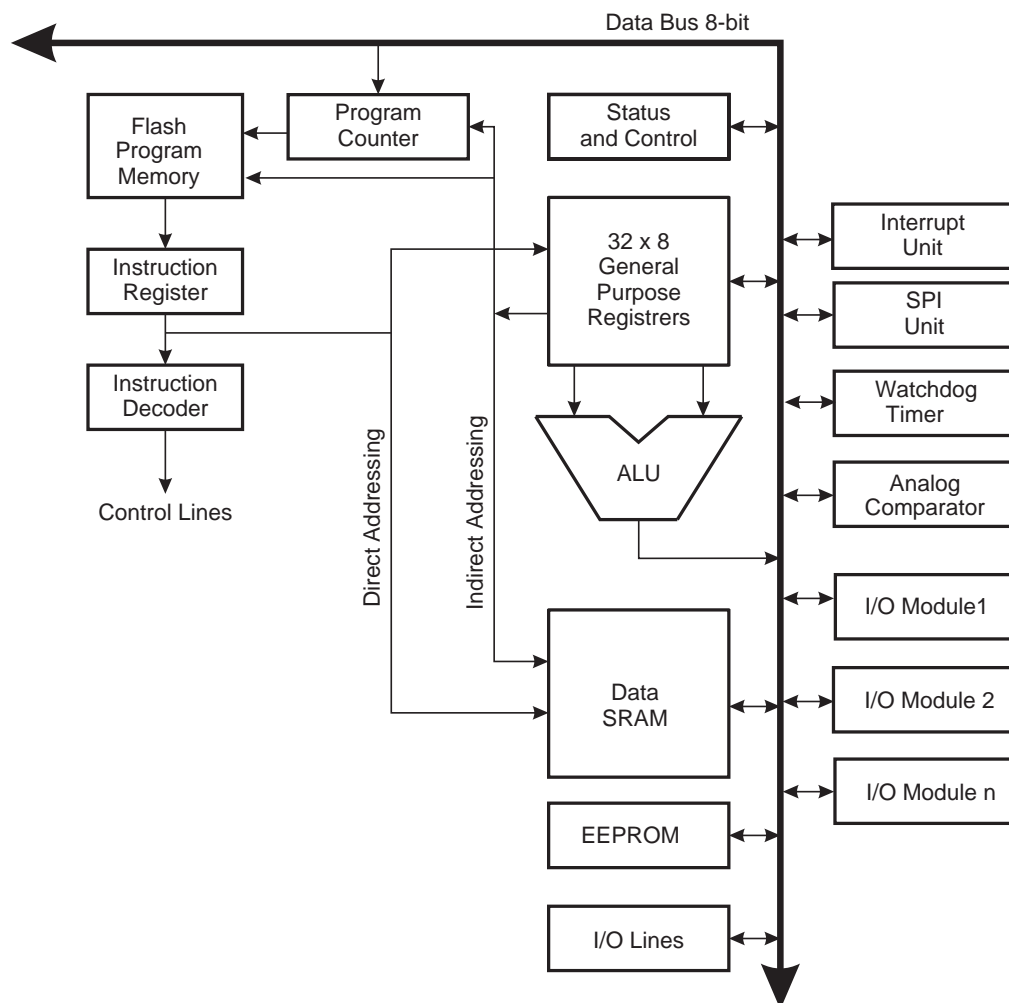 Data Bus 8-bit
Flash
Program
Memory
Program
Counter
Status
and Control
Interrupt
Unit
32 x 8
General
Purpose
Registrers
Instruction
Register
SPI
Unit
Instruction
Decoder
Watchdog
Timer
ALU
Analog
Comparator
Control Lines
Direct Addressing
Indirect Addressing
I/O Module1
Data
SRAM
I/O Module 2
I/O Module n
EEPROM
I/O Lines